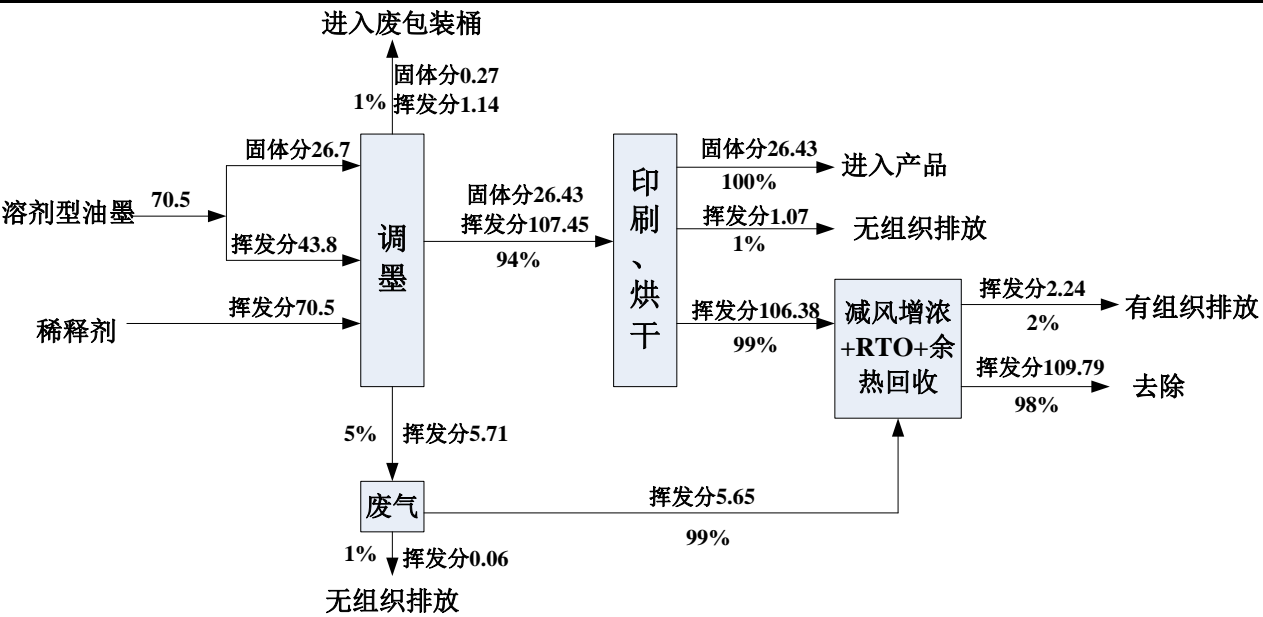 进入废包装桶
固体分0.27
1% 挥发分1.14
固体分26.7
溶剂型油墨 70.5
挥发分43.8
稀释剂
挥发分70.5
调
墨
固体分26.43
挥发分107.45
94%
印
刷
、
烘
干
固体分26.43
100%
进入产品
挥发分1.07
1%
无组织排放
挥发分106.38
99%
减风增浓
+RTO+余
热回收
挥发分2.24
2%
有组织排放
挥发分109.79
98%
去除
5% 挥发分5.71
废气
挥发分5.65
99%
1% 挥发分0.06
无组织排放